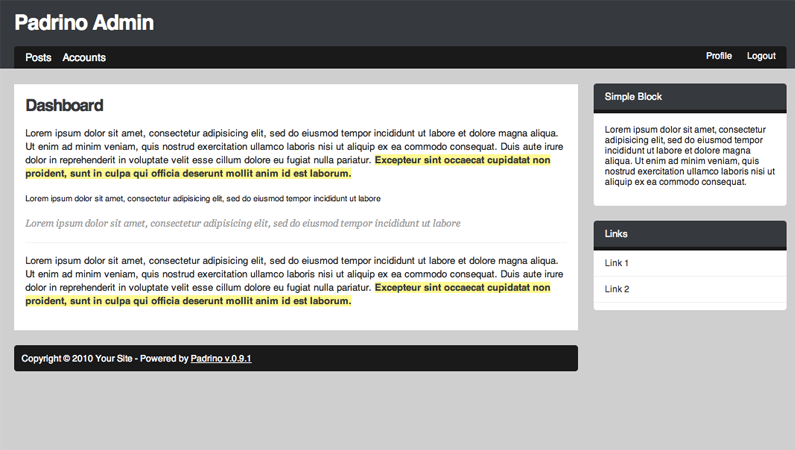 Padrino Admin
Posts Accounts Profile Logout
Dashboard
Lorem ipsum dolor sit amet, consectetur adipisicing elit, sed do eiusmod tempor incididunt ut labore et dolore magna aliqua.
Ut enim ad minim veniam, quis nostrud exercitation ullamco laboris nisi ut aliquip ex ea commodo consequat. Duis aute irure
dolor in reprehenderit in voluptate velit esse cillum dolore eu fugiat nulla pariatur. Excepteur sint occaecat cupidatat non
proident, sunt in culpa qui officia deserunt mollit anim id est laborum.
Lorem ipsum dolor sit amet, consectetur adipisicing elit, sed do eiusmod tempor incididunt ut labore
Lorem ipsum dolor sit amet, consectetur adipisicing elit, sed do eiusmod tempor incididunt ut labore
Lorem ipsum dolor sit amet, consectetur adipisicing elit, sed do eiusmod tempor incididunt ut labore et dolore magna aliqua.
Ut enim ad minim veniam, quis nostrud exercitation ullamco laboris nisi ut aliquip ex ea commodo consequat. Duis aute irure
dolor in reprehenderit in voluptate velit esse cillum dolore eu fugiat nulla pariatur. Excepteur sint occaecat cupidatat non
proident, sunt in culpa qui officia deserunt mollit anim id est laborum.
Copyright © 2010 Your Site - Powered by Padrino v.0.9.1
Simple Block
Lorem ipsum dolor sit amet, consectetur
adipisicing elit, sed do eiusmod tempor
incididunt ut labore et dolore magna
aliqua. Ut enim ad minim veniam, quis
nostrud exercitation ullamco laboris nisi ut
aliquip ex ea commodo consequat.
Links
Link 1
Link 2